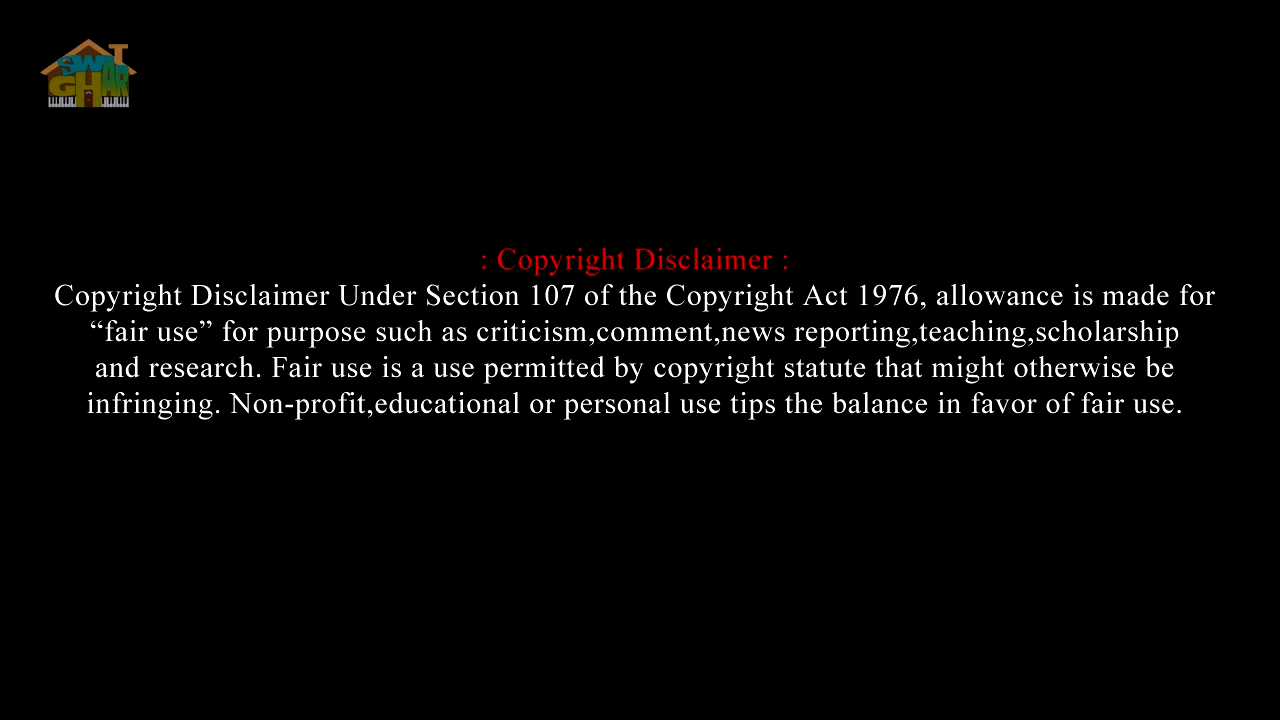 SWT
GHAR
: Copyright Disclaimer :
Copyright Disclaimer Under Section 107 of the Copyright Act 1976, allowance is made for
“fair use” for purpose such as criticism,comment,news reporting,teaching,scholarship
and research. Fair use is a use permitted by copyright statute that might otherwise be
infringing. Non-profit,educational or personal use tips the balance in favor of fair use.